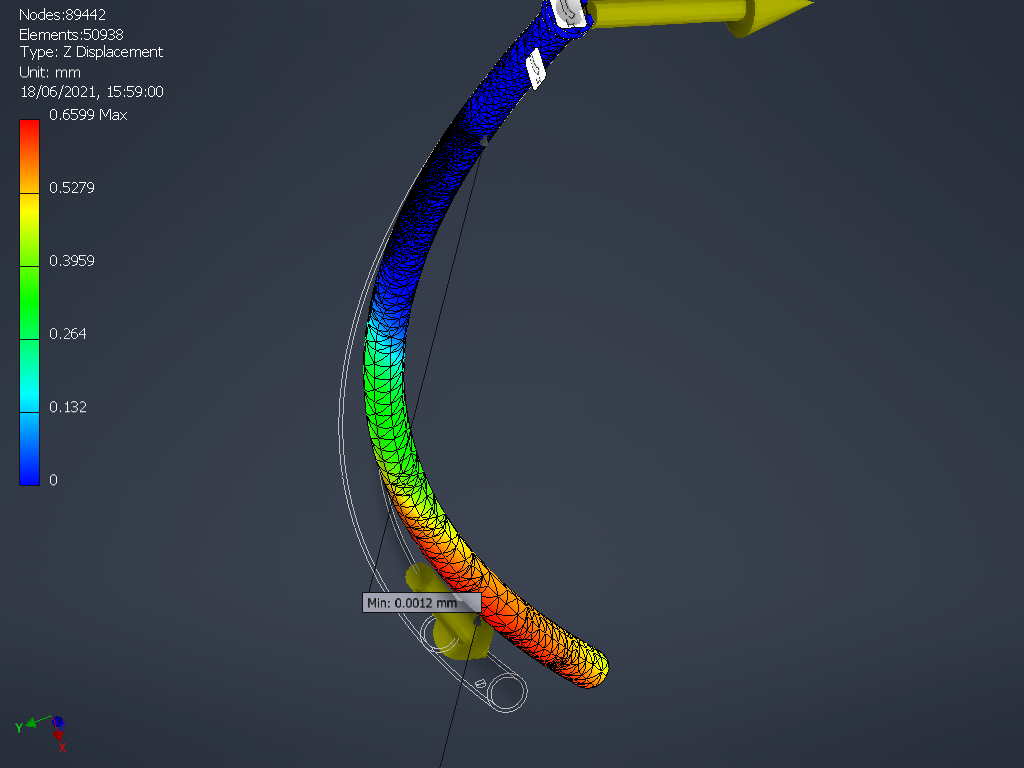 Nodes:89442
Elements:50938
Type: Z Displacement
Unit: mm
18/06/2021, 15:59:00
0.6599 Max
0.5279
0.3959
0.264
0.132
0
Min: 0.0012 mm
Y
X